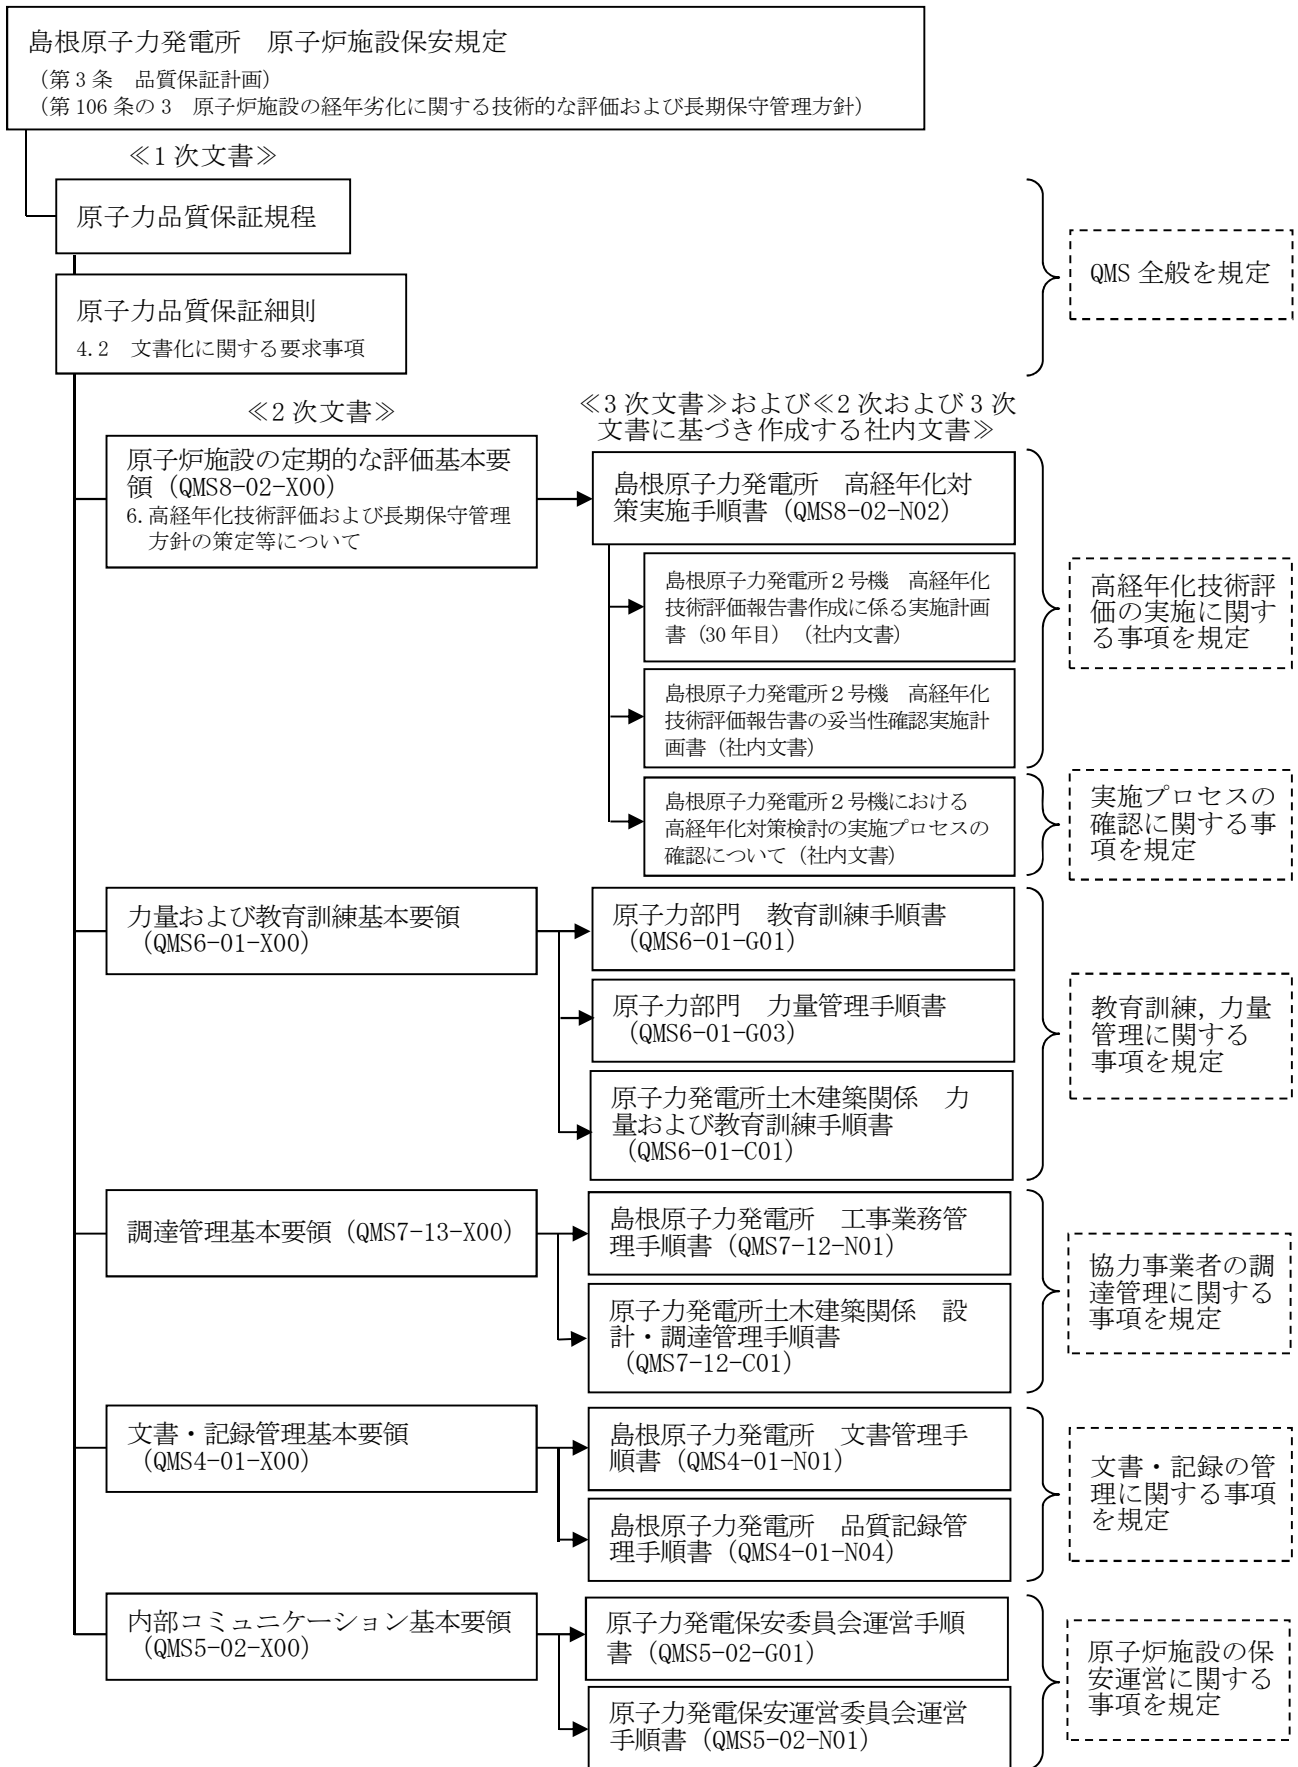 島根原子力発電所　原子炉施設保安規定
（第3条　品質保証計画）
（第106条の3　原子炉施設の経年劣化に関する技術的な評価および長期保守管理方針）
≪1次文書≫
原子力品質保証規程
QMS全般を規定
原子力品質保証細則
4.2　文書化に関する要求事項
≪2次文書≫
≪3次文書≫および≪2次および3次
文書に基づき作成する社内文書≫
原子炉施設の定期的な評価基本要
領（QMS8-02-X00）
6.高経年化技術評価および長期保守管理
方針の策定等について
島根原子力発電所　高経年化対
策実施手順書（QMS8-02-N02）
島根原子力発電所２号機　高経年化
技術評価報告書作成に係る実施計画
書（30年目）（社内文書）
島根原子力発電所２号機　高経年化
技術評価報告書の妥当性確認実施計
画書（社内文書）
高経年化技術評
価の実施に関す
る事項を規定
島根原子力発電所２号機における
高経年化対策検討の実施プロセスの
確認について（社内文書）
実施プロセスの
確認に関する事
項を規定
力量および教育訓練基本要領
（QMS6-01-X00）
原子力部門　教育訓練手順書
（QMS6-01-G01）
原子力部門　力量管理手順書
（QMS6-01-G03）
原子力発電所土木建築関係　力
量および教育訓練手順書
（QMS6-01-C01）
教育訓練，力量
管理に関する
事項を規定
調達管理基本要領（QMS7-13-X00）
島根原子力発電所　工事業務管
理手順書（QMS7-12-N01）
原子力発電所土木建築関係　設
計・調達管理手順書
（QMS7-12-C01）
協力事業者の調
達管理に関する
事項を規定
文書・記録管理基本要領
（QMS4-01-X00）
島根原子力発電所　文書管理手
順書（QMS4-01-N01）
島根原子力発電所　品質記録管
理手順書（QMS4-01-N04）
文書・記録の管
理に関する事項
を規定
内部コミュニケーション基本要領
（QMS5-02-X00）
原子力発電保安委員会運営手順
書（QMS5-02-G01）
原子力発電保安運営委員会運営
手順書（QMS5-02-N01）
原子炉施設の保
安運営に関する
事項を規定